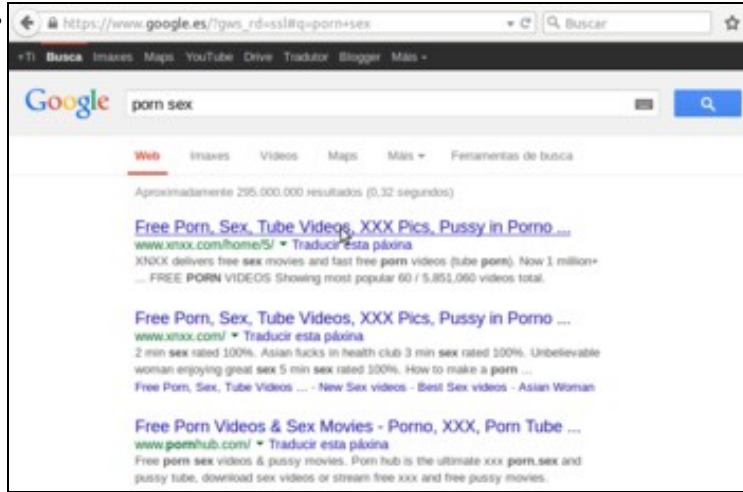 https://www.google.es/?gws_rd=ssl#q=porn+sex Buscar
+Ti Busca Imaxes Maps YouTube Drive Tradutor Blogger Máis
Google porn sex
Web Imaxes Vídeos Maps Máis Ferramentas de busca
Aproximadamente 295.000.000 resultados (0,32 segundos)
Free Porn, Sex, Tube Videos, XXX Pics, Pussy in Porno ...
www.xnxx.com/home/5/ Traducir esta páxina
XNXX delivers free sex movies and fast free porn videos (tube porn). Now 1 million+
... FREE PORN VIDEOS Showing most popular 60 / 5,851,060 videos total.
Free Porn, Sex, Tube Videos, XXX Pics, Pussy in Porno ...
www.xnxx.com/ Traducir esta páxina
2 min sex rated 100%. Asian fucks in health club 3 min sex rated 100%. Unbelievable
woman enjoying great sex 5 min sex rated 100%. How to make a porn ...
Free Porn, Sex, Tube Videos ... - New Sex videos - Best Sex videos - Asian Woman
Free Porn Videos & Sex Movies - Porno, XXX, Porn Tube ...
www.pornhub.com/ Traducir esta páxina
Free porn sex videos & pussy movies. Porn hub is the ultimate xxx porn,sex and
pussy tube, download sex videos or stream free xxx and free pussy movies.